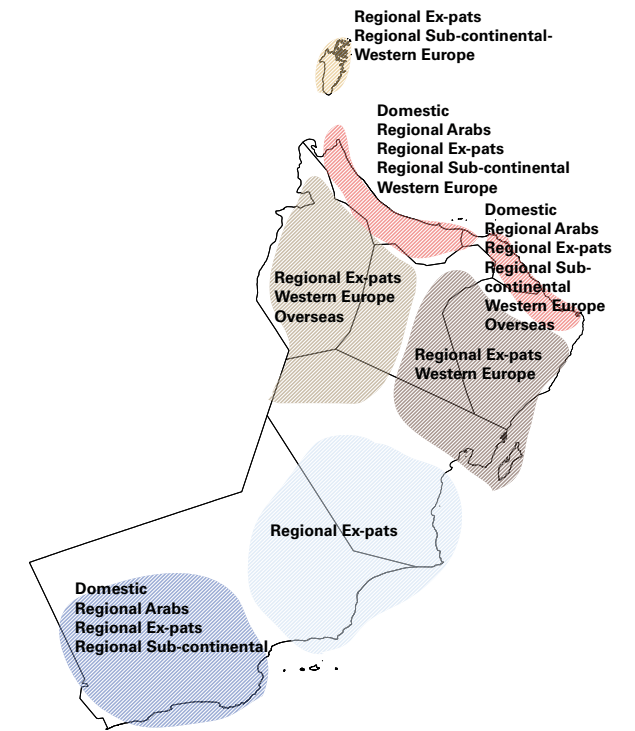 Regional Ex-pats
Regional Sub-continental-
Western Europe
Domestic
Regional Arabs
Regional Ex-pats
Regional Sub-continental
Western Europe
Domestic
Regional Arabs
Regional Ex-pats
Regional Sub-
continental
Western Europe
Overseas
Regional Ex-pats
Western Europe
Overseas
Regional Ex-pats
Western Europe
Regional Ex-pats
Domestic
Regional Arabs
Regional Ex-pats
Regional Sub-continental